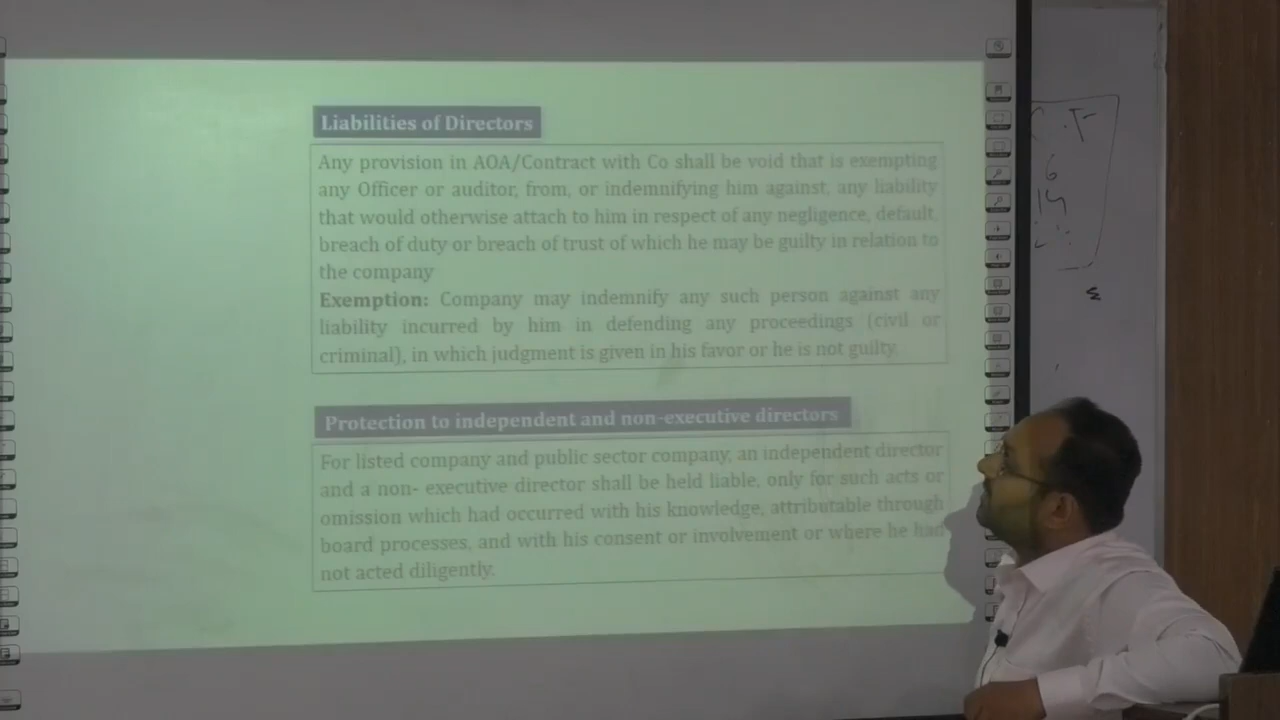 Liabilities of Directors
Any provision in AOA/Contract with Co shall be void that is exempting
any Officer or auditor, from, or indemnifying him against, any liability
that would otherwise attach to him in respect of any negligence, default,
breach of duty or breach of trust of which he may be guilty in relation to
the company
Exemption: Company may indemnify any such person against any
liability incurred by him in defending any proceedings (civil or
criminal), in which judgment is given in his favor or he is not guilty.
Protection to independent and non-executive directors
For listed company and public sector company, an independent director
and a non- executive director shall be held liable, only for such acts or
omission which had occurred with his knowledge, attributable through
board processes, and with his consent or involvement or where he had
not acted diligently.